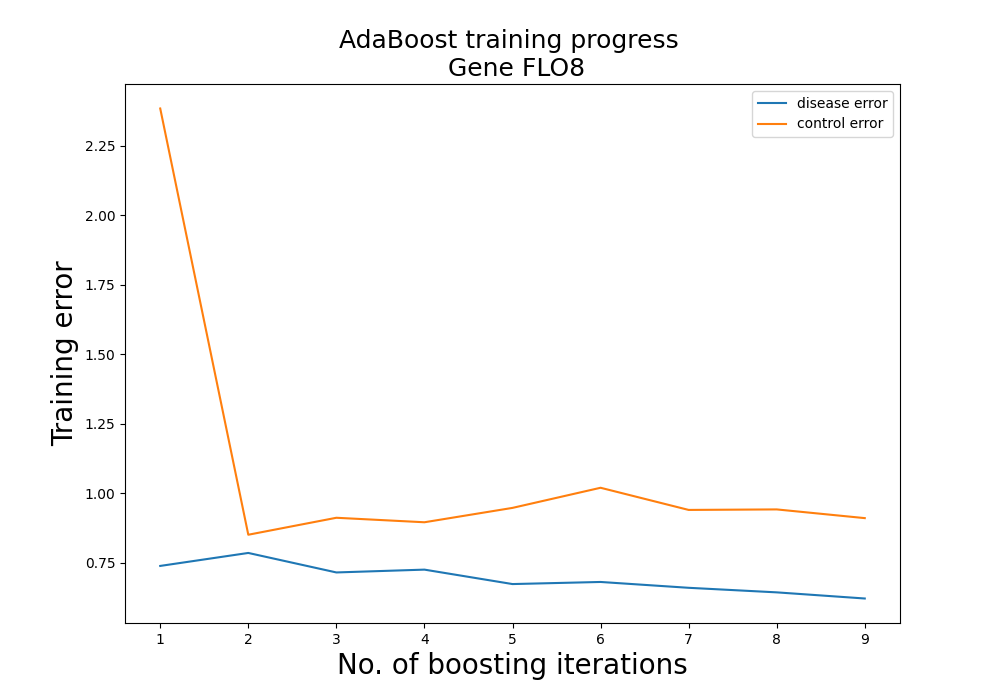 AdaBoost training progress
Gene FLO8
disease error
control error
Training error
2.25
2.00
1.75
1.50
1.25
1.00
0.75
1 2 3 4 5 6 7 8 9
No. of boosting iterations